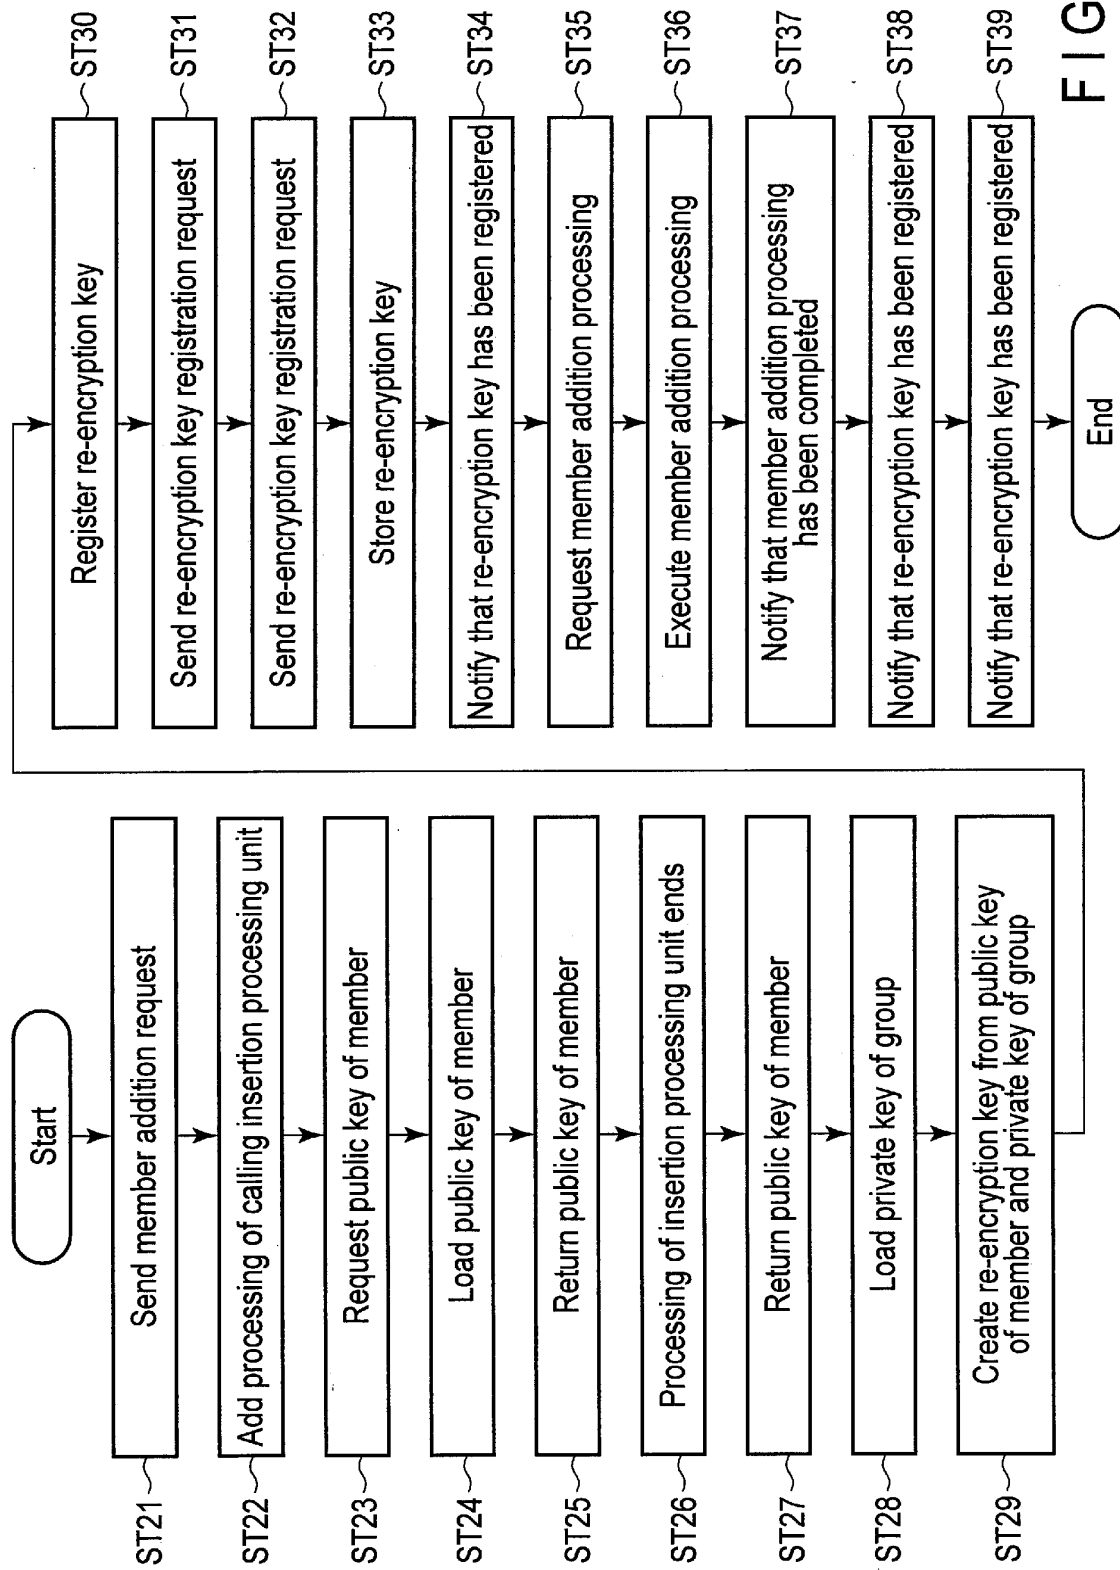 Start
ST21
Send member addition request
ST22
Add processing of calling insertion processing unit
ST23
Request public key of member
ST24
Load public key of member
ST25
Return public key of member
ST26
Processing of insertion processing unit ends
ST27
Return public key of member
ST28
Load private key of group
ST29
Create re-encryption key from public key
of member and private key of group
Register re-encryption key
ST30
Send re-encryption key registration request
ST31
Send re-encryption key registration request
ST32
Store re-encryption key
ST33
Notify that re-encryption key has been registered
ST34
Request member addition processing
ST35
Execute member addition processing
ST36
Notify that member addition processing
has been completed
ST37
Notify that re-encryption key has been registered
ST38
Notify that re-encryption key has been registered
ST39
End
FIG